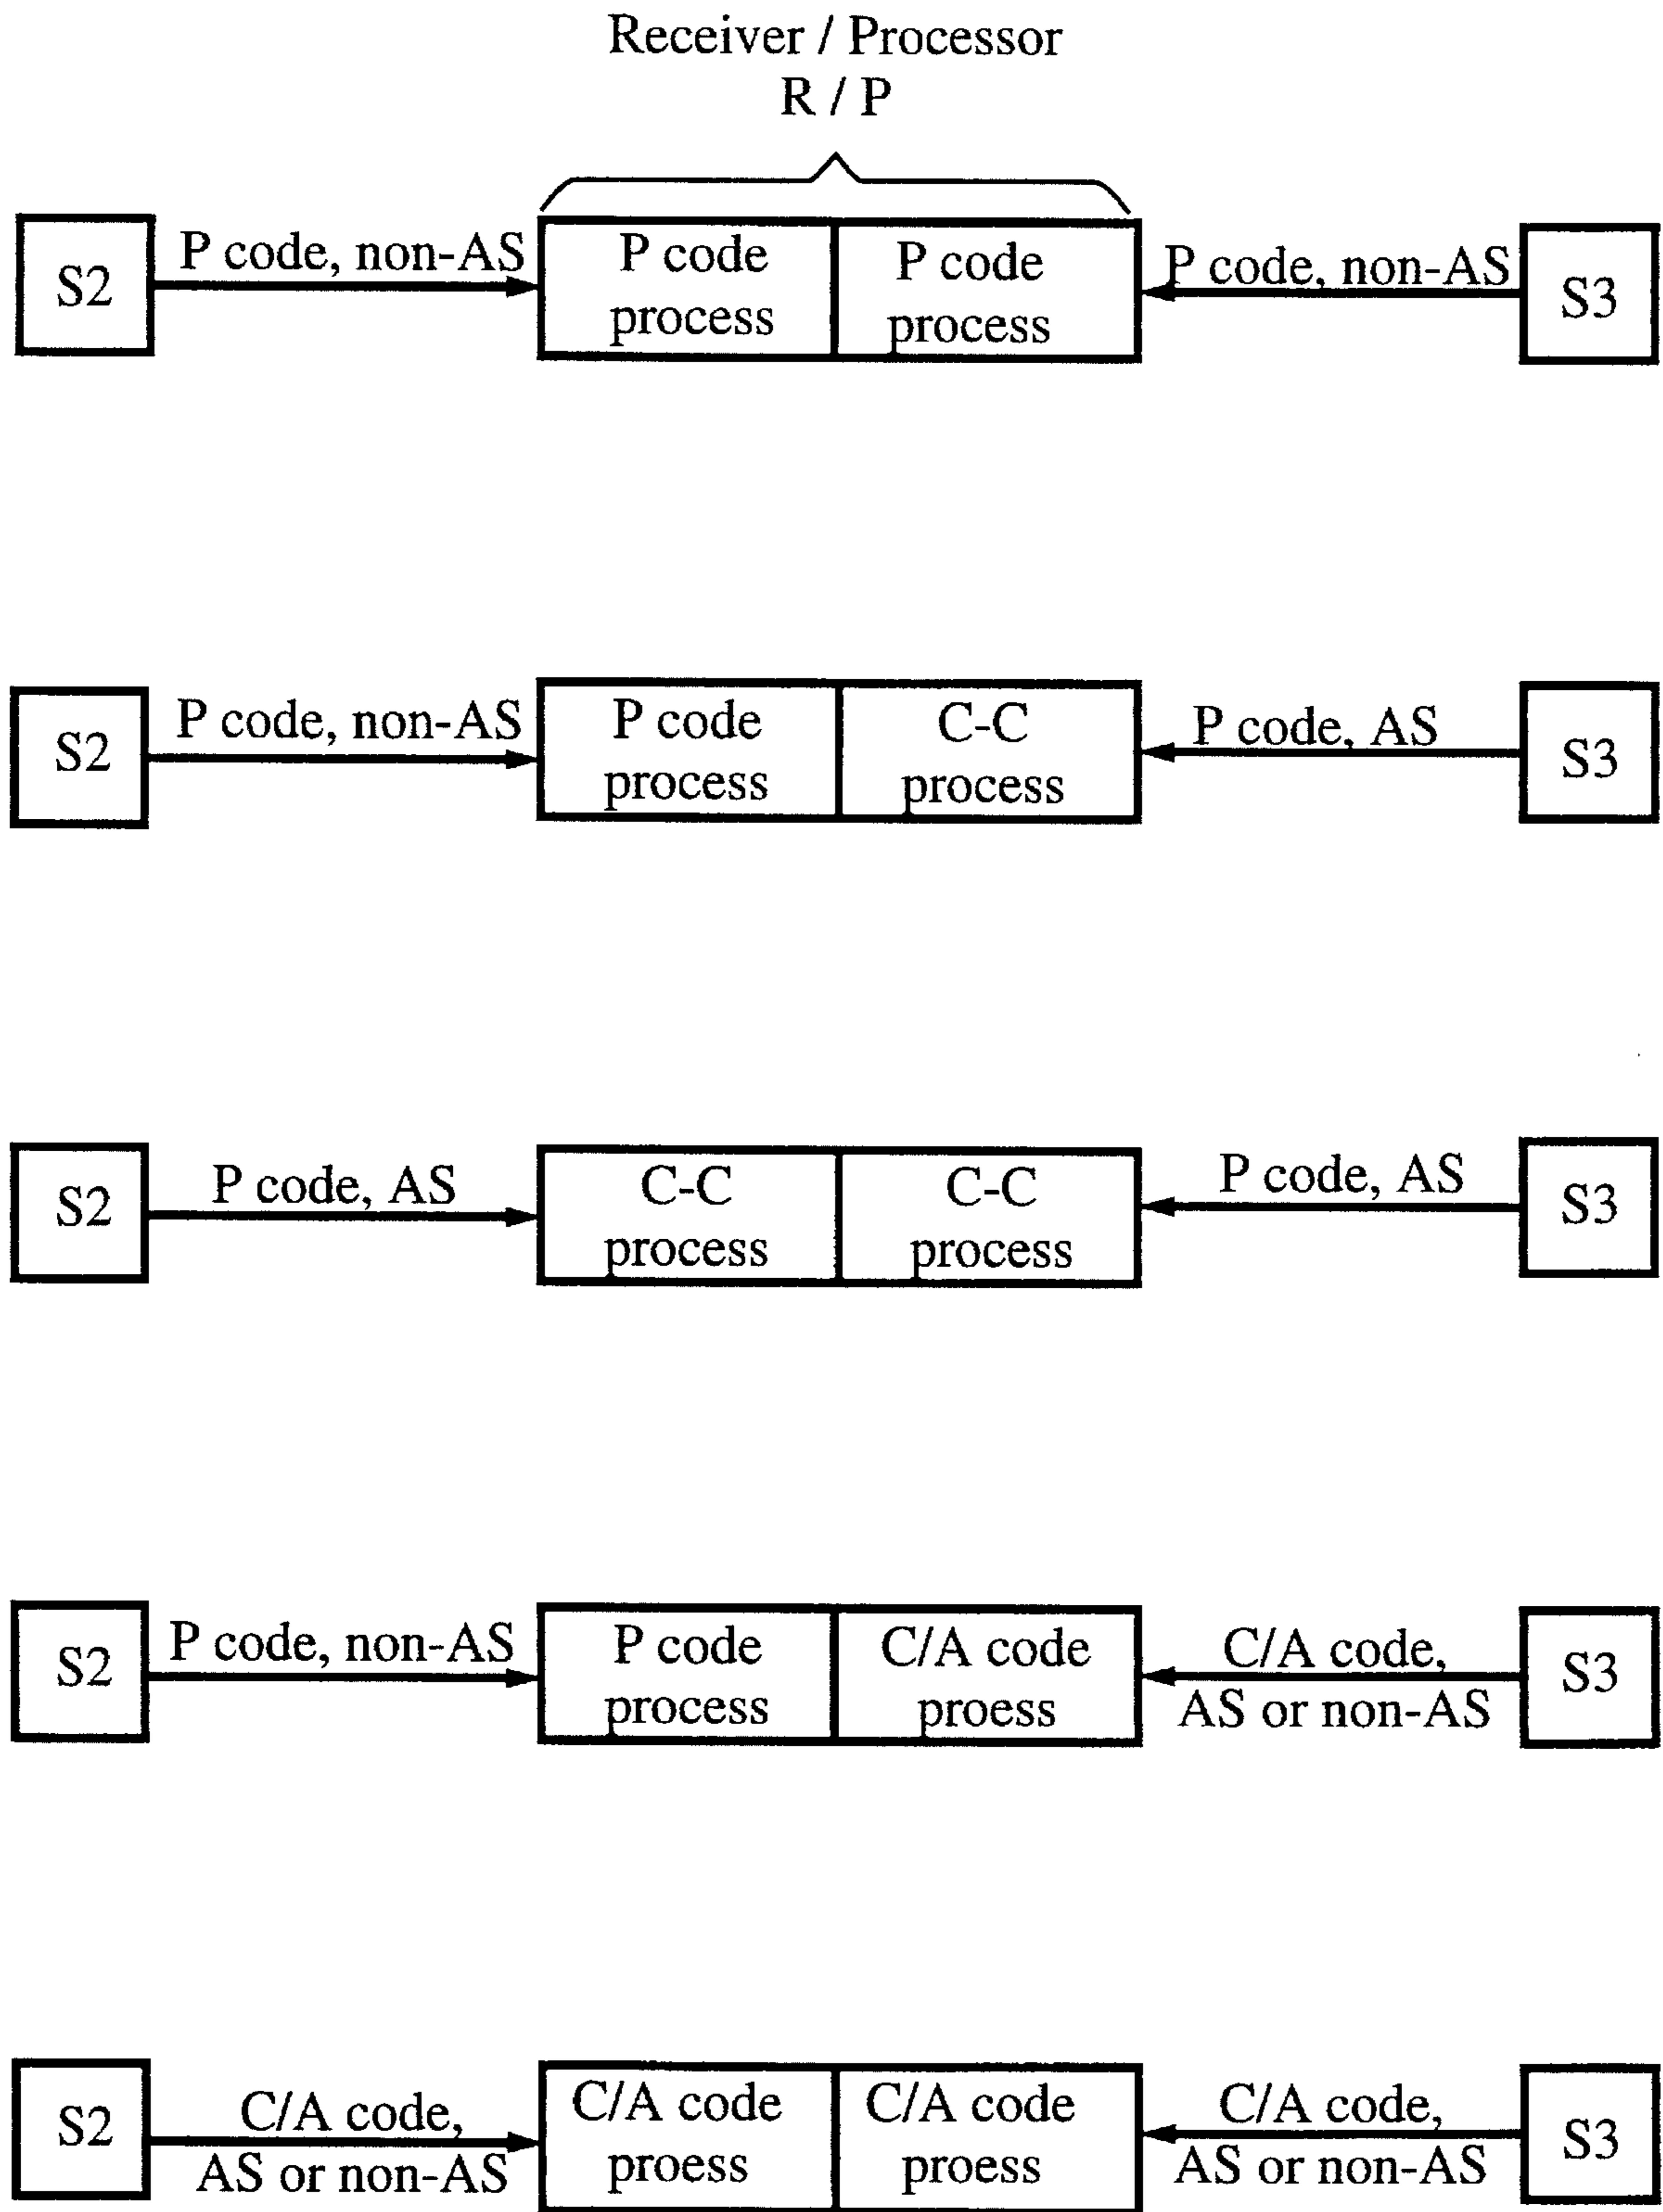 Receiver / Processor
R / P
S2
P code, non-AS
P code
process
P code
process
P code, non-AS
S3
S2
P code, non-AS
P code
process
C-C
process
P code, AS
S3
S2
P code, AS
C-C
process
C-C
process
P code, AS
S3
S2
P code, non-AS
P code
process
C/A code
proess
C/A code,
AS or non-AS
S3
S2
C/A code,
AS or non-AS
C/A code
proess
C/A code
proess
C/A code,
AS or non-AS
S3